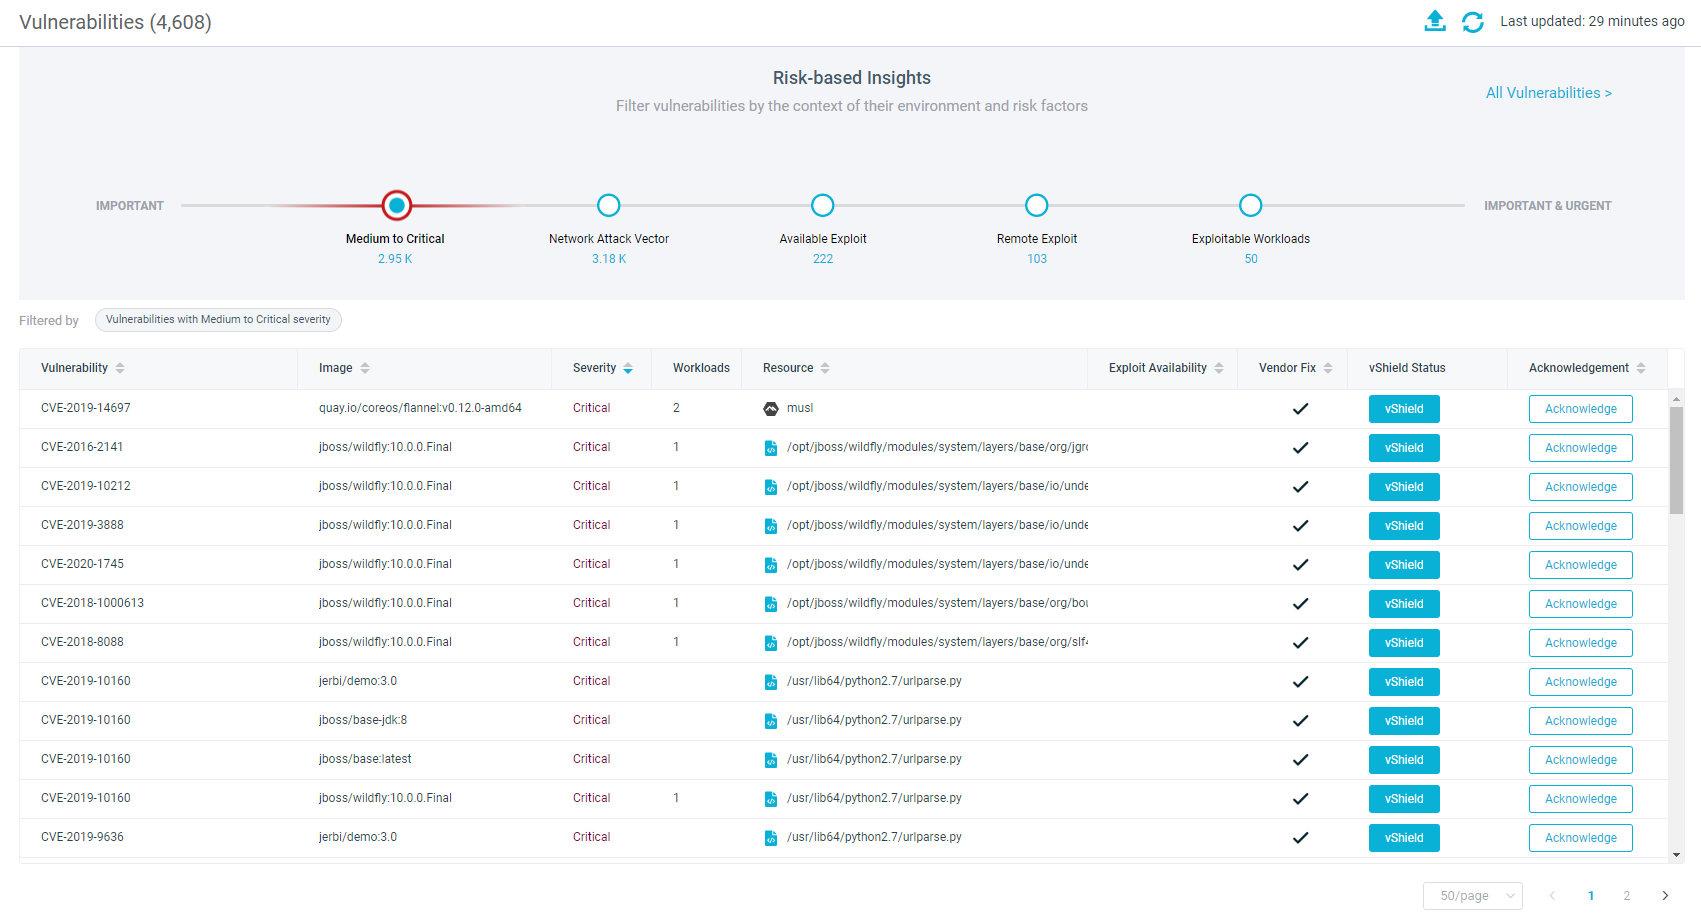 Vulnerabilities (4,608)
Last updated: 29 minutes ago
Risk-based Insights
Filter vulnerabilities by the context of their environment and risk factors
All Vulnerabilities >
IMPORTANT
IMPORTANT & URGENT
Medium to Critical Network Attack Vector Available Exploit Remote Exploit Exploitable Workloads
2.95 K 3.18 K 222 103 50
Filtered by Vulnerabilities with Medium to Critical severity
Vulnerability Image Severity Workloads Resource Exploit Availability Vendor Fix vShield Status Acknowledgement
CVE-2019-14697 quay.io/coreos/flannel:v0.12.0-amd64 Critical 2 musl vShield Acknowledge
CVE-2016-2141 jboss/wildfly:10.0.0.Final Critical 1 /opt/jboss/wildfly/modules/system/layers/base/org/jgro vShield Acknowledge
CVE-2019-10212 jboss/wildfly:10.0.0.Final Critical 1 /opt/jboss/wildfly/modules/system/layers/base/io/unde vShield Acknowledge
CVE-2019-3888 jboss/wildfly:10.0.0.Final Critical 1 /opt/jboss/wildfly/modules/system/layers/base/io/unde vShield Acknowledge
CVE-2020-1745 jboss/wildfly:10.0.0.Final Critical 1 /opt/jboss/wildfly/modules/system/layers/base/io/unde vShield Acknowledge
CVE-2018-1000613 jboss/wildfly:10.0.0.Final Critical 1 /opt/jboss/wildfly/modules/system/layers/base/org/bou vShield Acknowledge
CVE-2018-8088 jboss/wildfly:10.0.0.Final Critical 1 /opt/jboss/wildfly/modules/system/layers/base/org/slf4 vShield Acknowledge
CVE-2019-10160 jerbi/demo:3.0 Critical /usr/lib64/python2.7/urlparse.py vShield Acknowledge
CVE-2019-10160 jboss/base-jdk:8 Critical /usr/lib64/python2.7/urlparse.py vShield Acknowledge
CVE-2019-10160 jboss/base:latest Critical /usr/lib64/python2.7/urlparse.py vShield Acknowledge
CVE-2019-10160 jboss/wildfly:10.0.0.Final Critical 1 /usr/lib64/python2.7/urlparse.py vShield Acknowledge
CVE-2019-9636 jerbi/demo:3.0 Critical /usr/lib64/python2.7/urlparse.py vShield Acknowledge
50/page 1 2